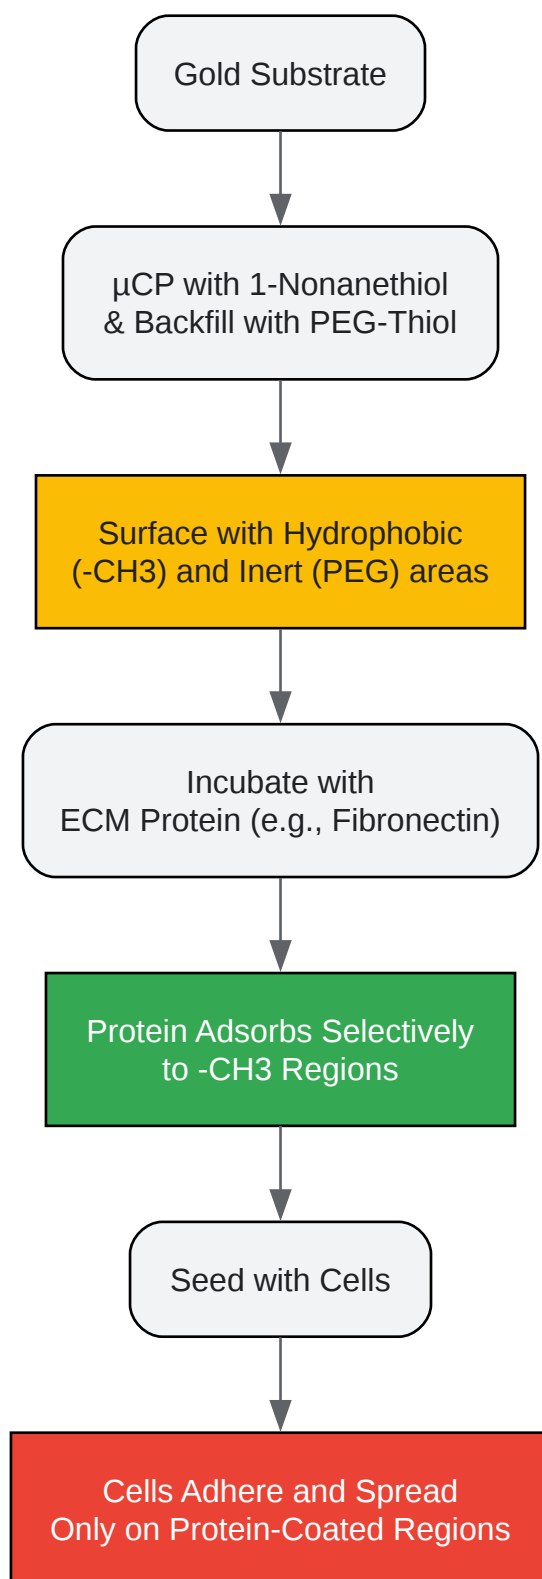 Gold Substrate
µCP with 1-Nonanethiol
& Backfill with PEG-Thiol
Surface with Hydrophobic
(-CH3) and Inert (PEG) areas
Incubate with
ECM Protein (e.g., Fibronectin)
Protein Adsorbs Selectively
to -CH3 Regions
Seed with Cells
Cells Adhere and Spread
Only on Protein-Coated Regions